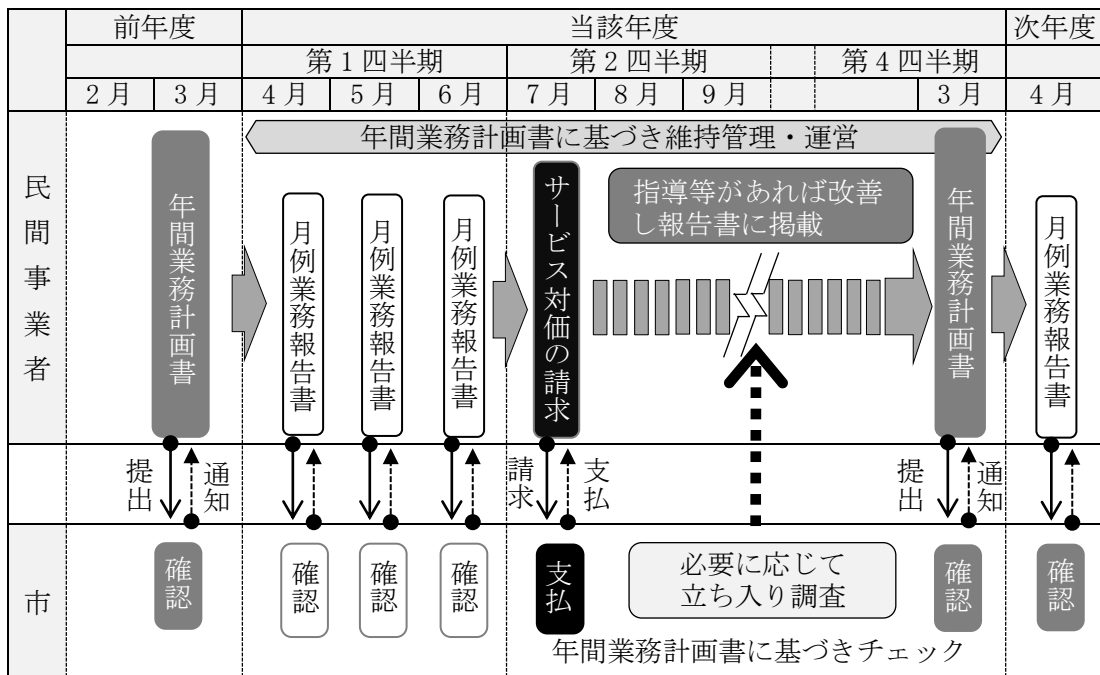 前年度
当該年度
次年度
第1四半期
第2四半期
第4四半期
2月
3月
4月
5月
6月
7月
8月
9月
3月
4月
民間事業者
年間業務計画書に基づき維持管理・運営
年間業務計画書
月例業務報告書
月例業務報告書
月例業務報告書
サービス対価の請求
指導等があれば改善
し報告書に掲載
年間業務計画書
月例業務報告書
提出
通知
請求
支払
提出
通知
市
確認
確認
確認
確認
支払
必要に応じて
立ち入り調査
確認
確認
年間業務計画書に基づきチェック